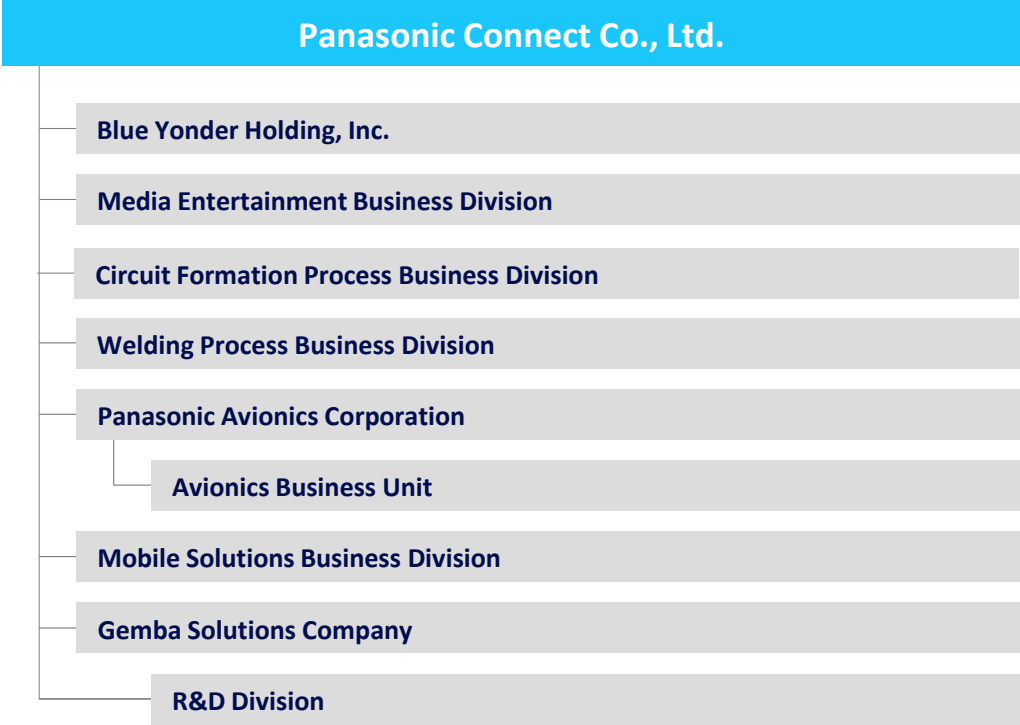 Panasonic Connect Co., Ltd.
Blue Yonder Holding, Inc.
Media Entertainment Business Division
Circuit Formation Process Business Division
Welding Process Business Division
Panasonic Avionics Corporation
Avionics Business Unit
Mobile Solutions Business Division
Gemba Solutions Company
R&D Division